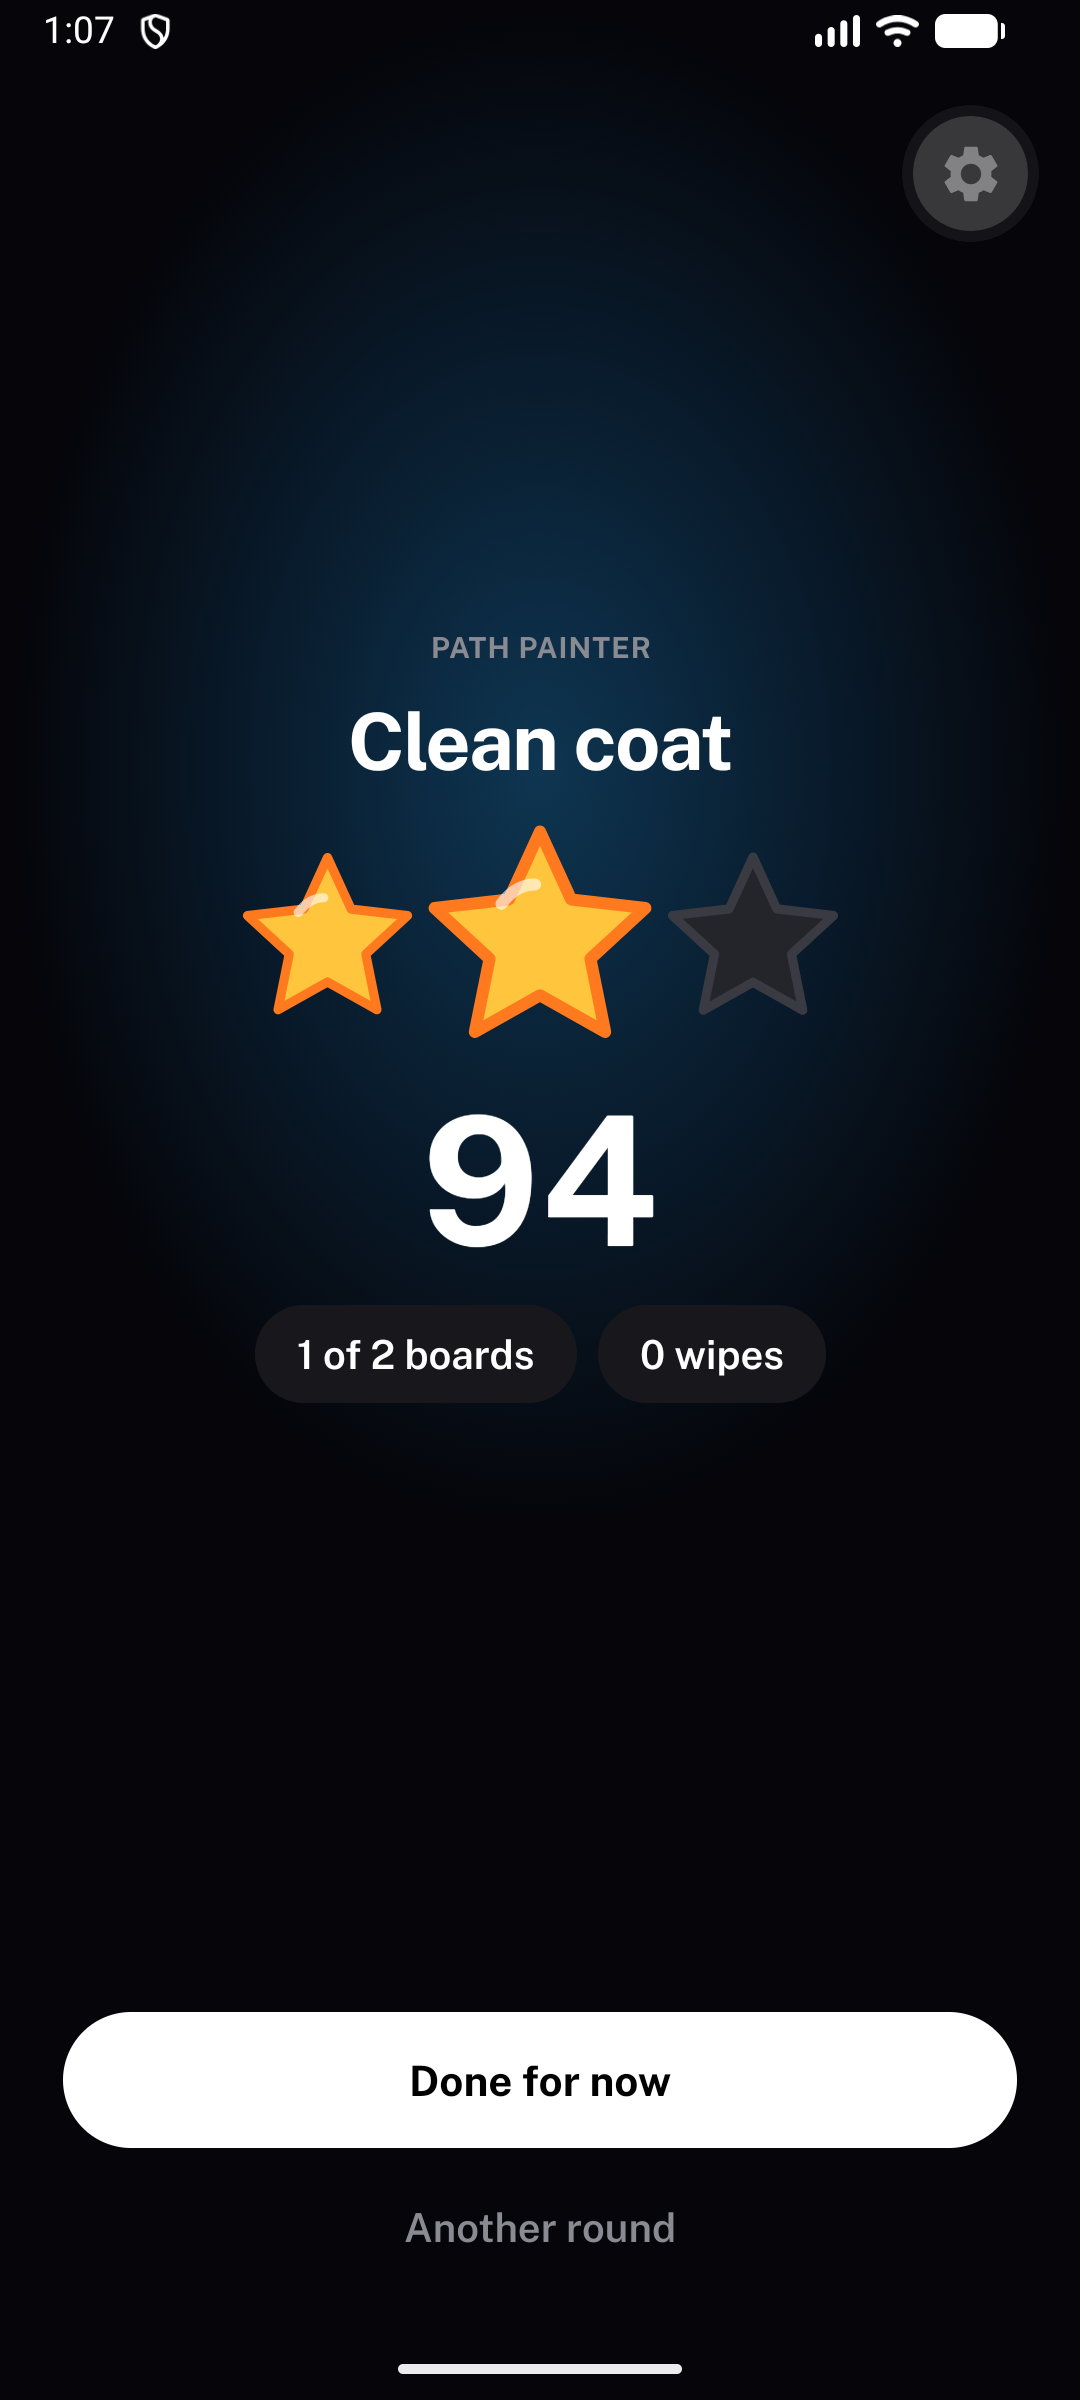 1:07
PATH PAINTER
Clean coat
94
1 of 2 boards
0 wipes
Done for now
Another round